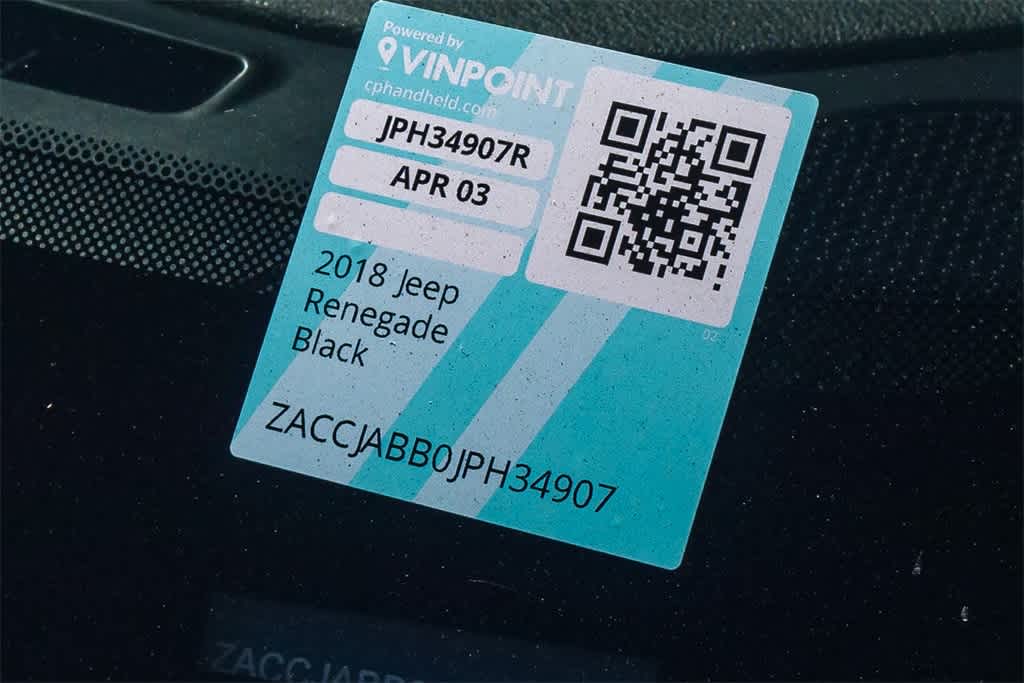 Powered by
VINPOINT
cphandheld.com
JPH34907R
APR 03
2018 Jeep
Renegade
Black
02
ZACCJABB0JPH34907
ZACCJABB